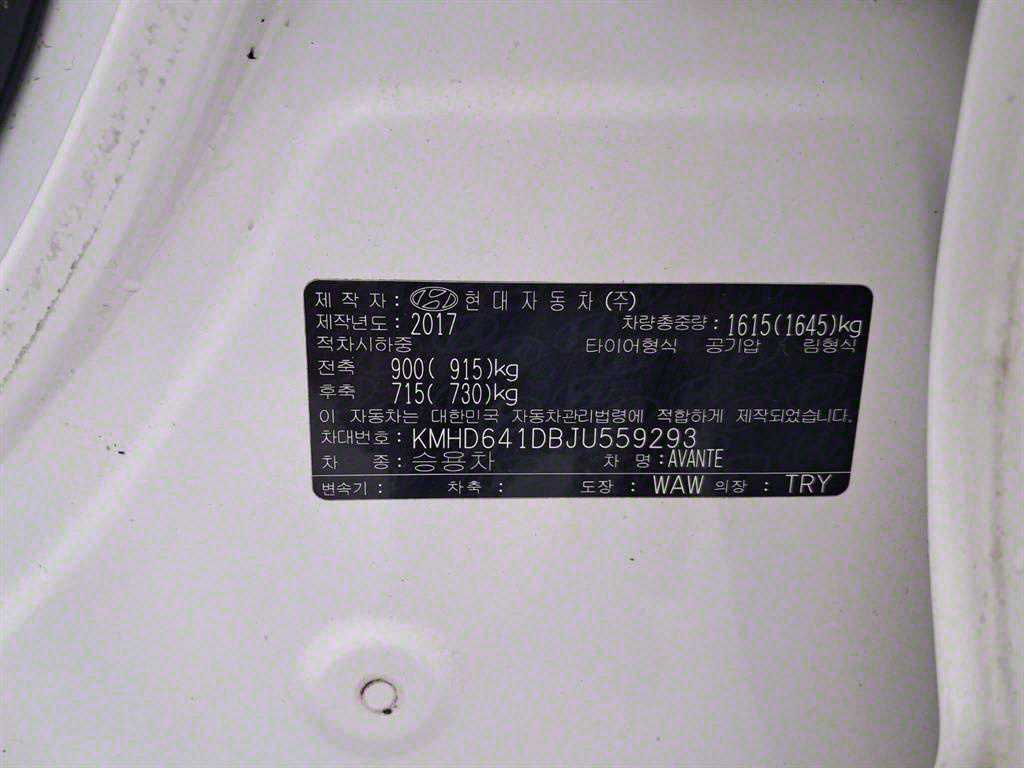 제 작 자 : 현 대 자 동 차 (주)
제작년도 : 2017 차량총중량 : 1615(1645)kg
적차시하중 타이어형식 공기압 림형식
전축 900( 915)kg
후축 715( 730)kg
이 자동차는 대한민국 자동차관리법령에 적합하게 제작되었습니다.
차대번호 : KMHD641DBJU559293
차 종 : 승용차 차 명 : AVANTE
변속기 : 차축 : 도장 : WAW 의장 : TRY